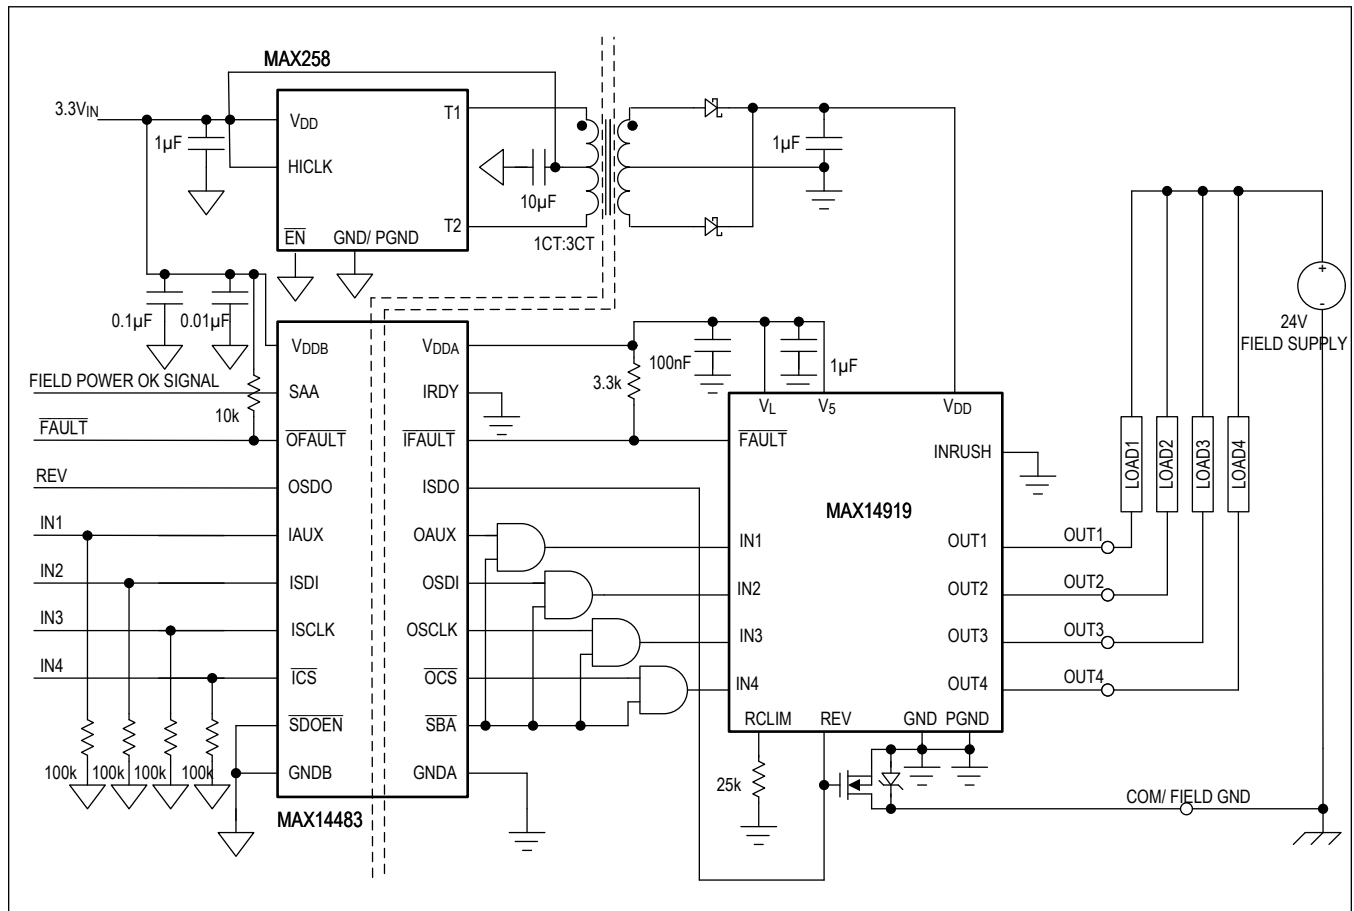 MAX258
3.3VIN
1µF
VDD
HICLK
EN
GND/ PGND
T1
T2
10µF
1CT:3CT
1µF
0.1µF
0.01µF
10k
FIELD POWER OK SIGNAL
FAULT
REV
IN1
IN2
IN3
IN4
100k
100k
100k
100k
VDDB
SAA
OFAULT
OSDO
IAUX
ISDI
ISCLK
ICS
SDOEN
GNDB
VDDA
IRDY
IFAULT
ISDO
OAUX
OSDI
OSCLK
OCS
SBA
GNDA
MAX14483
3.3k
100nF
1µF
VL
V5
VDD
FAULT
INRUSH
MAX14919
IN1
IN2
IN3
IN4
OUT1
OUT2
OUT3
OUT4
RCLIM
REV
GND
PGND
25k
OUT1
OUT2
OUT3
OUT4
LOAD1
LOAD2
LOAD3
LOAD4
+
-
24V
FIELD SUPPLY
COM/ FIELD GND